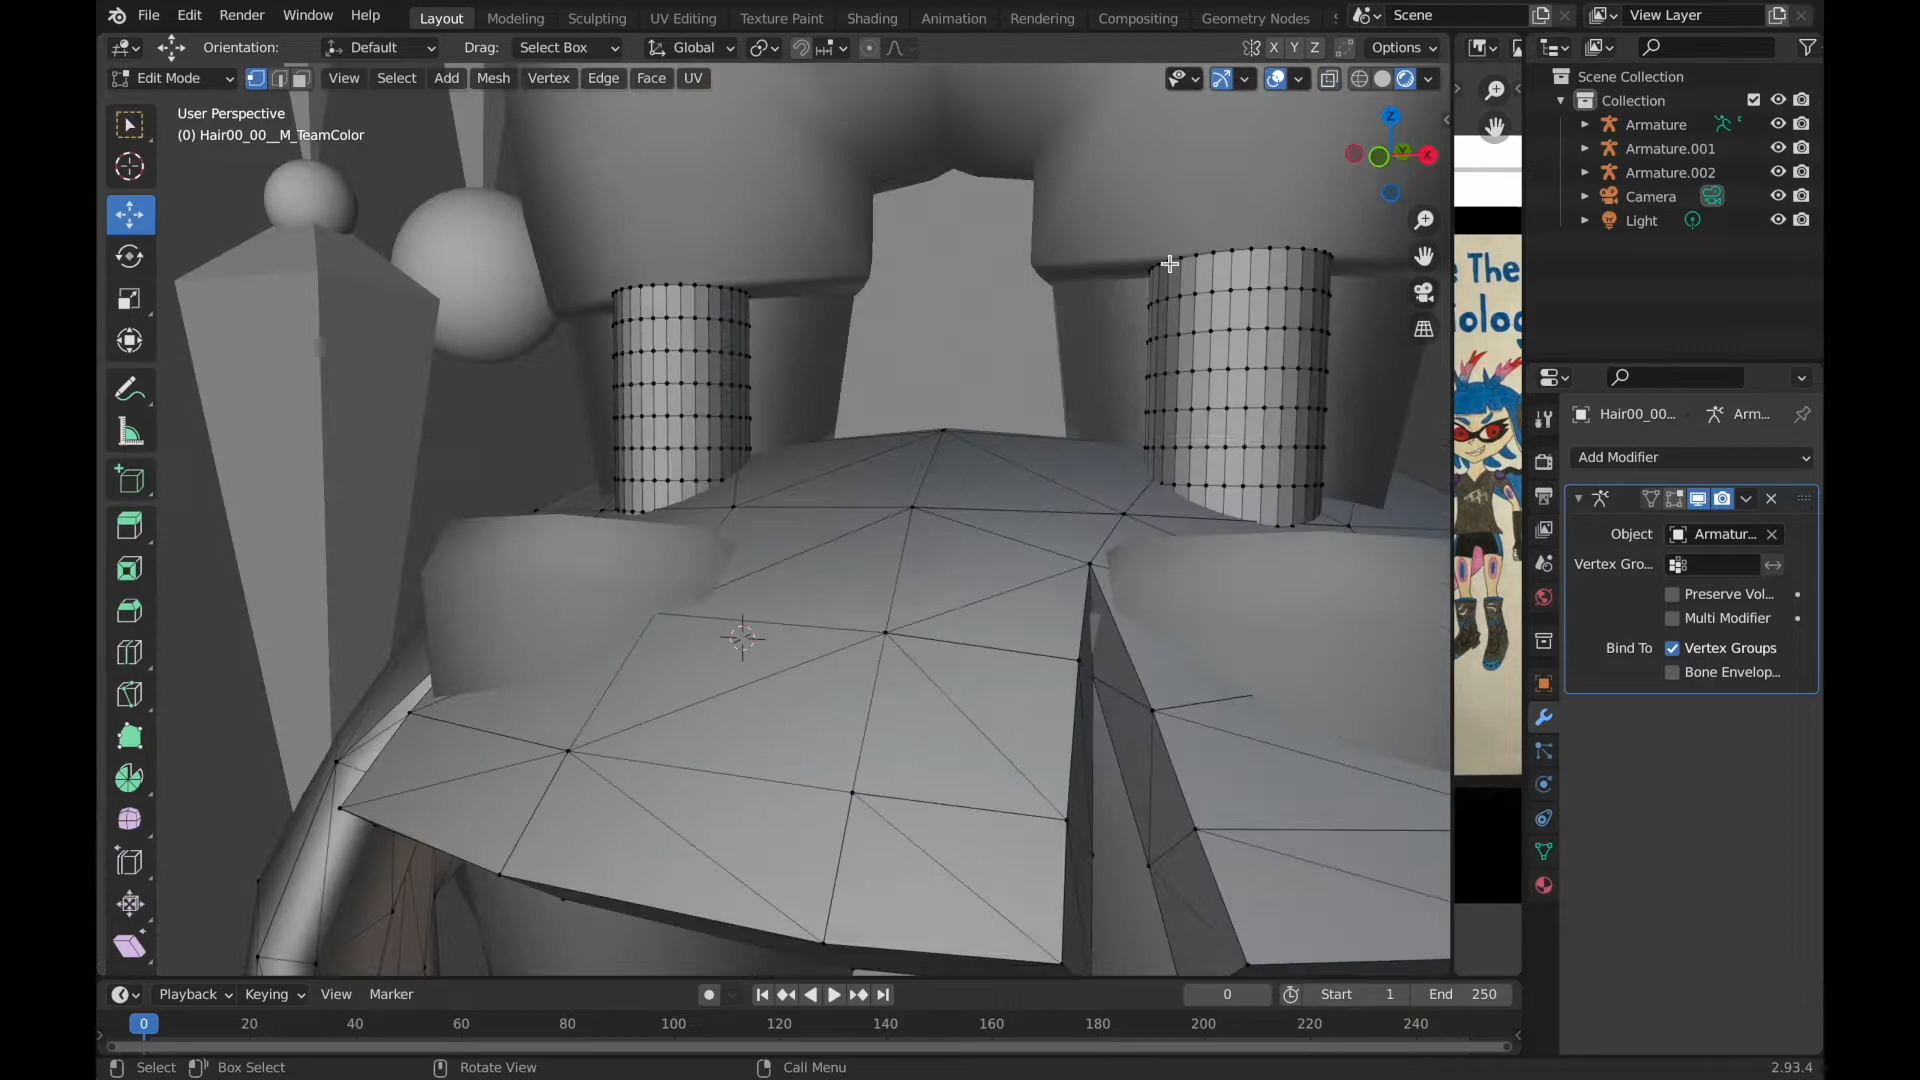 File Edit Render Window Help Layout Modeling Sculpting UV Editing Texture Paint Shading Animation Rendering Compositing Geometry Nodes Scene View Layer
Orientation: Default Drag: Select Box Global X Y Z Options
Edit Mode View Select Add Mesh Vertex Edge Face UV
User Perspective
(0) Hair00_00__M_TeamColor
Z
Y
X
Scene Collection
Collection
Armature
Armature.001
Armature.002
Camera
Light
The
olog
Hair00_00... Arm...
Add Modifier
Object Armatur...
Vertex Gro...
Preserve Vol...
Multi Modifier
Bind To Vertex Groups
Bone Envelop...
Playback Keying View Marker 0 Start 1 End 250
0 20 40 60 80 100 120 140 160 180 200 220 240
Select Box Select Rotate View Call Menu 2.93.4